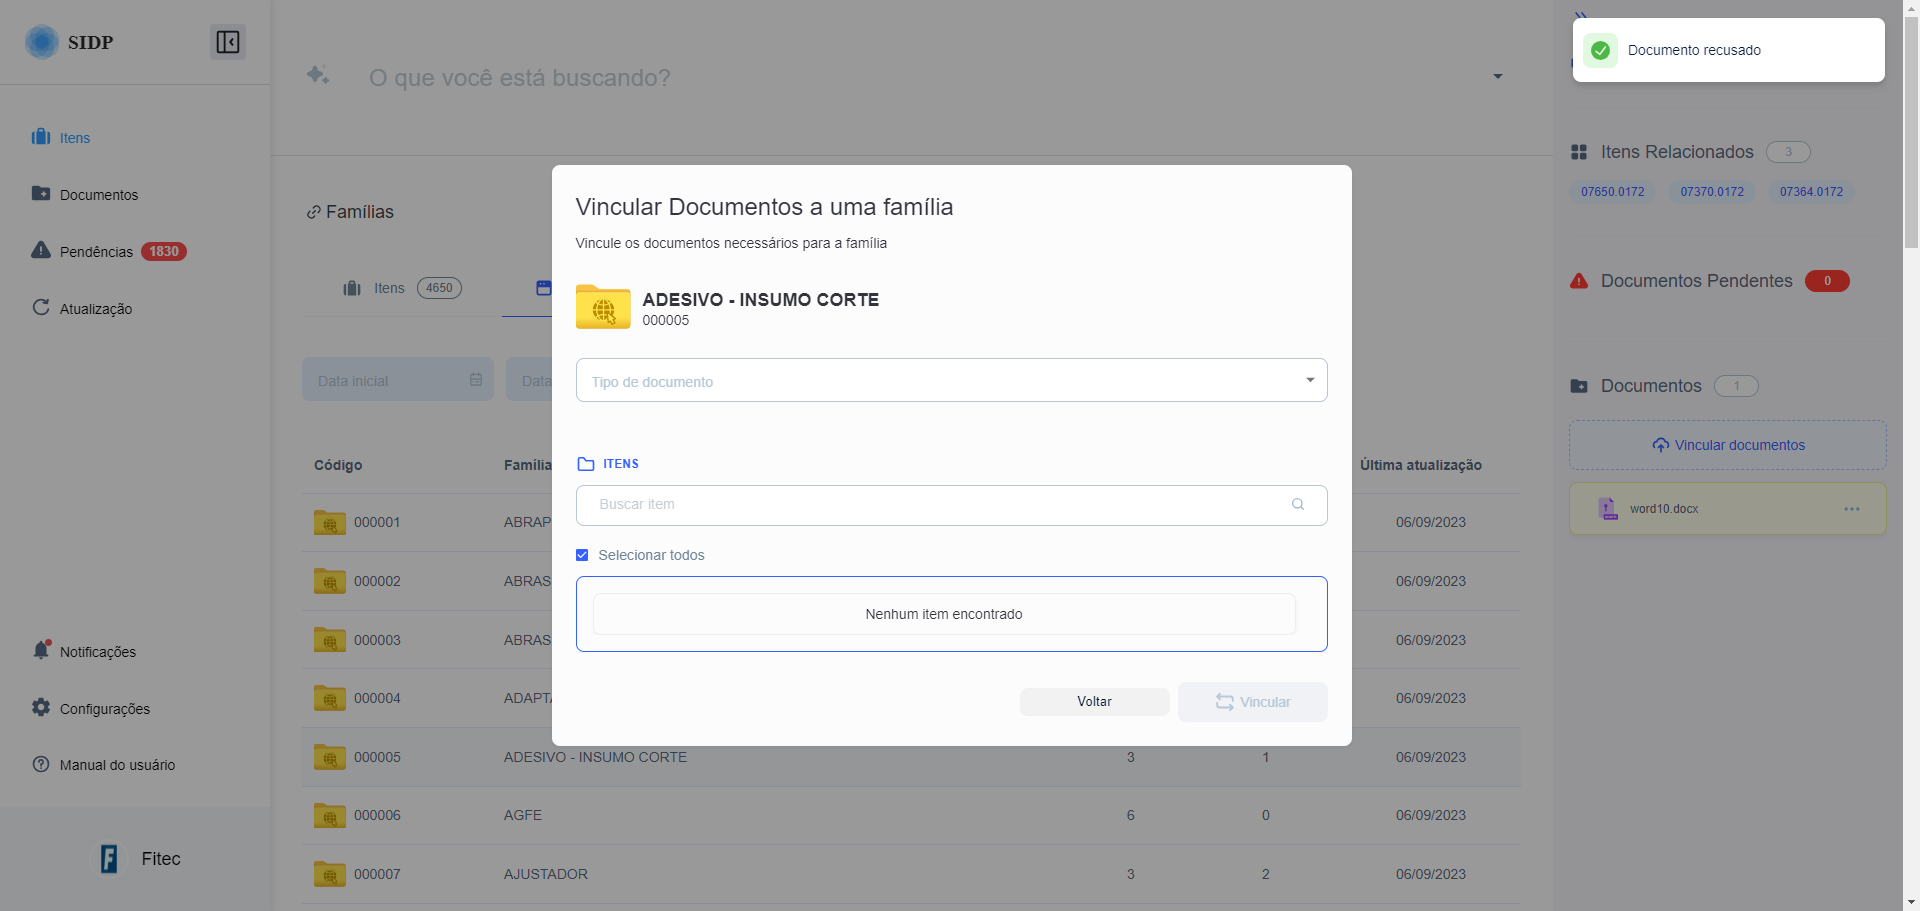 SIDP
Itens
Documentos
Pendências 1830
Atualização
Notificações
Configurações
Manual do usuário
Fitec
O que você está buscando?
Famílias
Itens 4650
Data inicial
Data
Código
Família
Última atualização
000001 ABRAP 06/09/2023
000002 ABRAS 06/09/2023
000003 ABRAS 06/09/2023
000004 ADAPT 06/09/2023
000005 ADESIVO - INSUMO CORTE 3 1 06/09/2023
000006 AGFE 6 0 06/09/2023
000007 AJUSTADOR 3 2 06/09/2023
Vincular Documentos a uma família
Vincule os documentos necessários para a família
ADESIVO - INSUMO CORTE
000005
Tipo de documento
ITENS
Buscar item
Selecionar todos
Nenhum item encontrado
Voltar
Vincular
Documento recusado
Itens Relacionados 3
07650.0172 07370.0172 07364.0172
Documentos Pendentes 0
Documentos 1
Vincular documentos
word10.docx